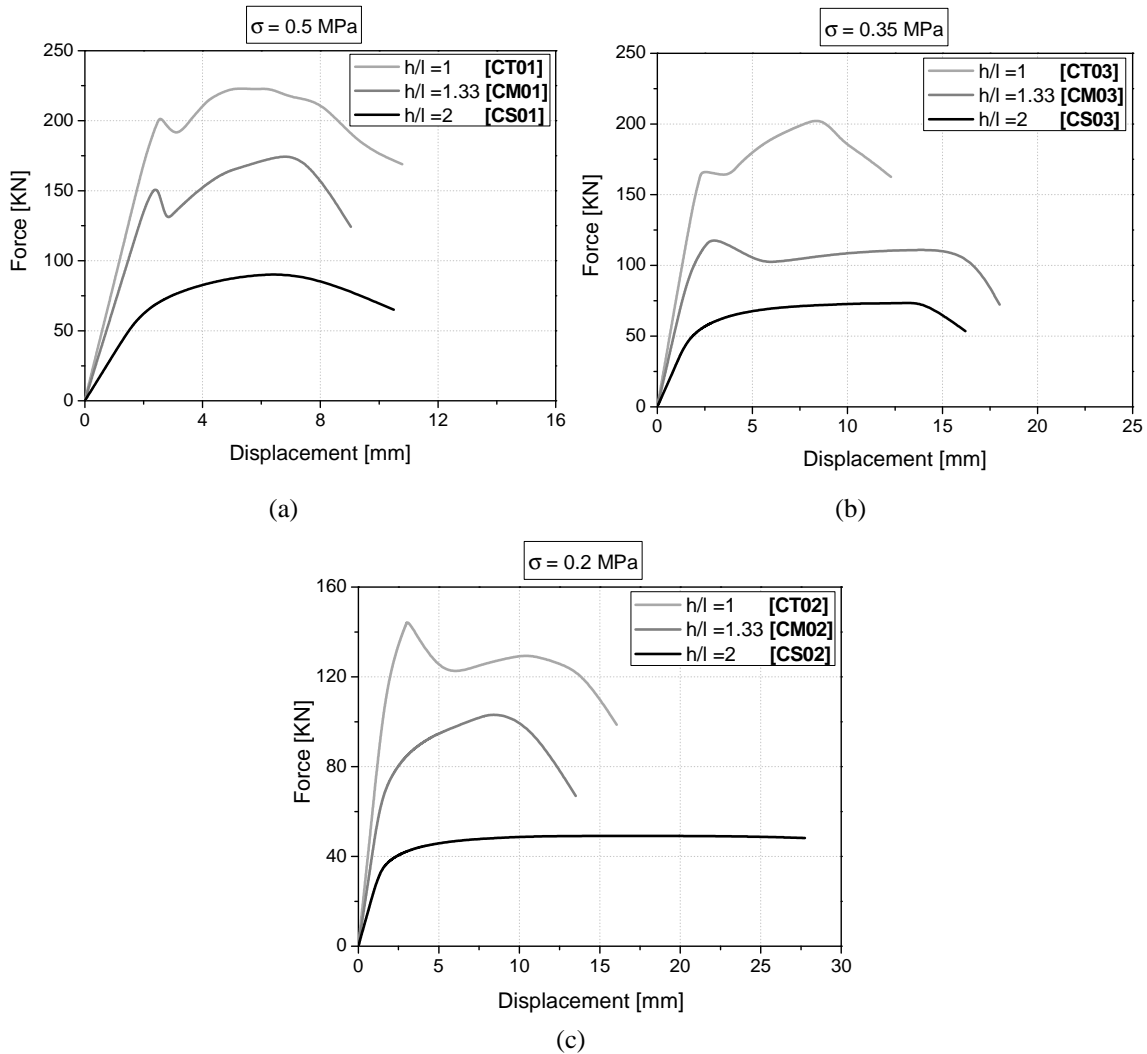 σ = 0.5 MPa
h/l =1 [CT01]
h/l =1.33 [CM01]
h/l =2 [CS01]
250
200
150
100
50
0
Force [KN]
0 4 8 12 16
Displacement [mm]
(a)
σ = 0.35 MPa
h/l =1 [CT03]
h/l =1.33 [CM03]
h/l =2 [CS03]
250
200
150
100
50
0
Force [KN]
0 5 10 15 20 25
Displacement [mm]
(b)
σ = 0.2 MPa
h/l =1 [CT02]
h/l =1.33 [CM02]
h/l =2 [CS02]
160
120
80
40
0
Force [KN]
0 5 10 15 20 25 30
Displacement [mm]
(c)